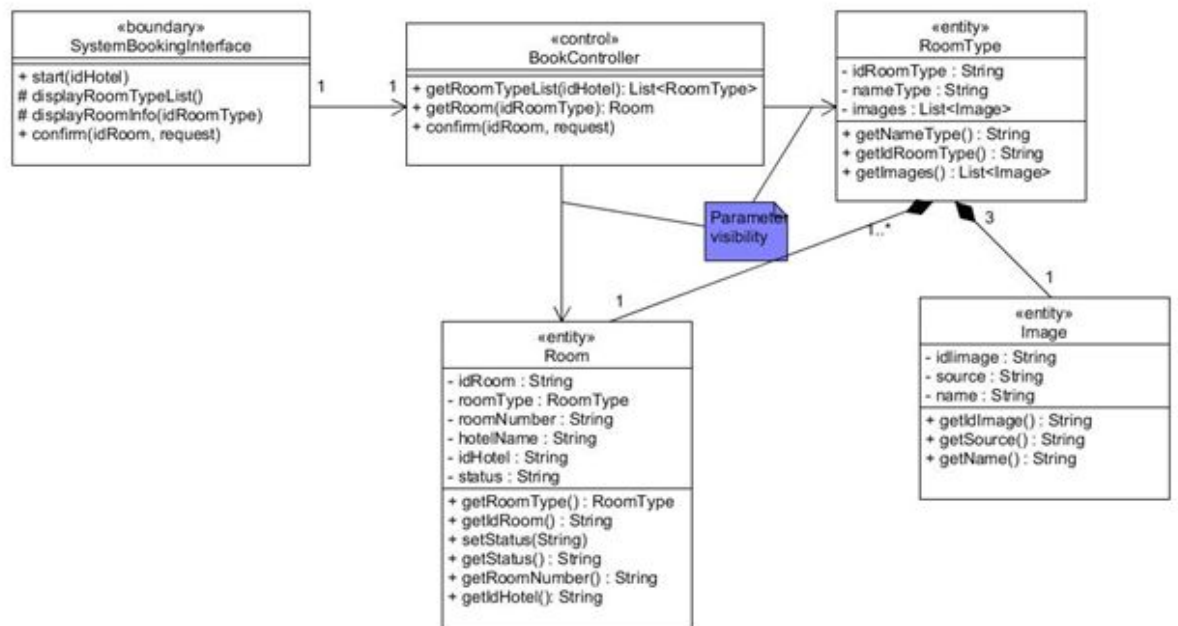 «boundary»
SystemBookingInterface
+ start(idHotel)
# displayRoomTypeList()
# displayRoomInfo(idRoomType)
+ confirm(idRoom, request)
1
1
«control»
BookController
+ getRoomTypeList(idHotel): List<RoomType>
+ getRoom(idRoomType): Room
+ confirm(idRoom, request)
«entity»
RoomType
- idRoomType : String
- nameType : String
- images : List<Image>
+ getNameType() : String
+ getIdRoomType() : String
+ getImages() : List<Image>
Parameter
visibility
1..*
3
1
1
«entity»
Room
- idRoom : String
- roomType : RoomType
- roomNumber : String
- hotelName : String
- idHotel : String
- status : String
+ getRoomType() : RoomType
+ getIdRoom() : String
+ setStatus(String)
+ getStatus() : String
+ getRoomNumber() : String
+ getIdHotel(): String
«entity»
Image
- idIimage : String
- source : String
- name : String
+ getIdImage() : String
+ getSource() : String
+ getName() : String